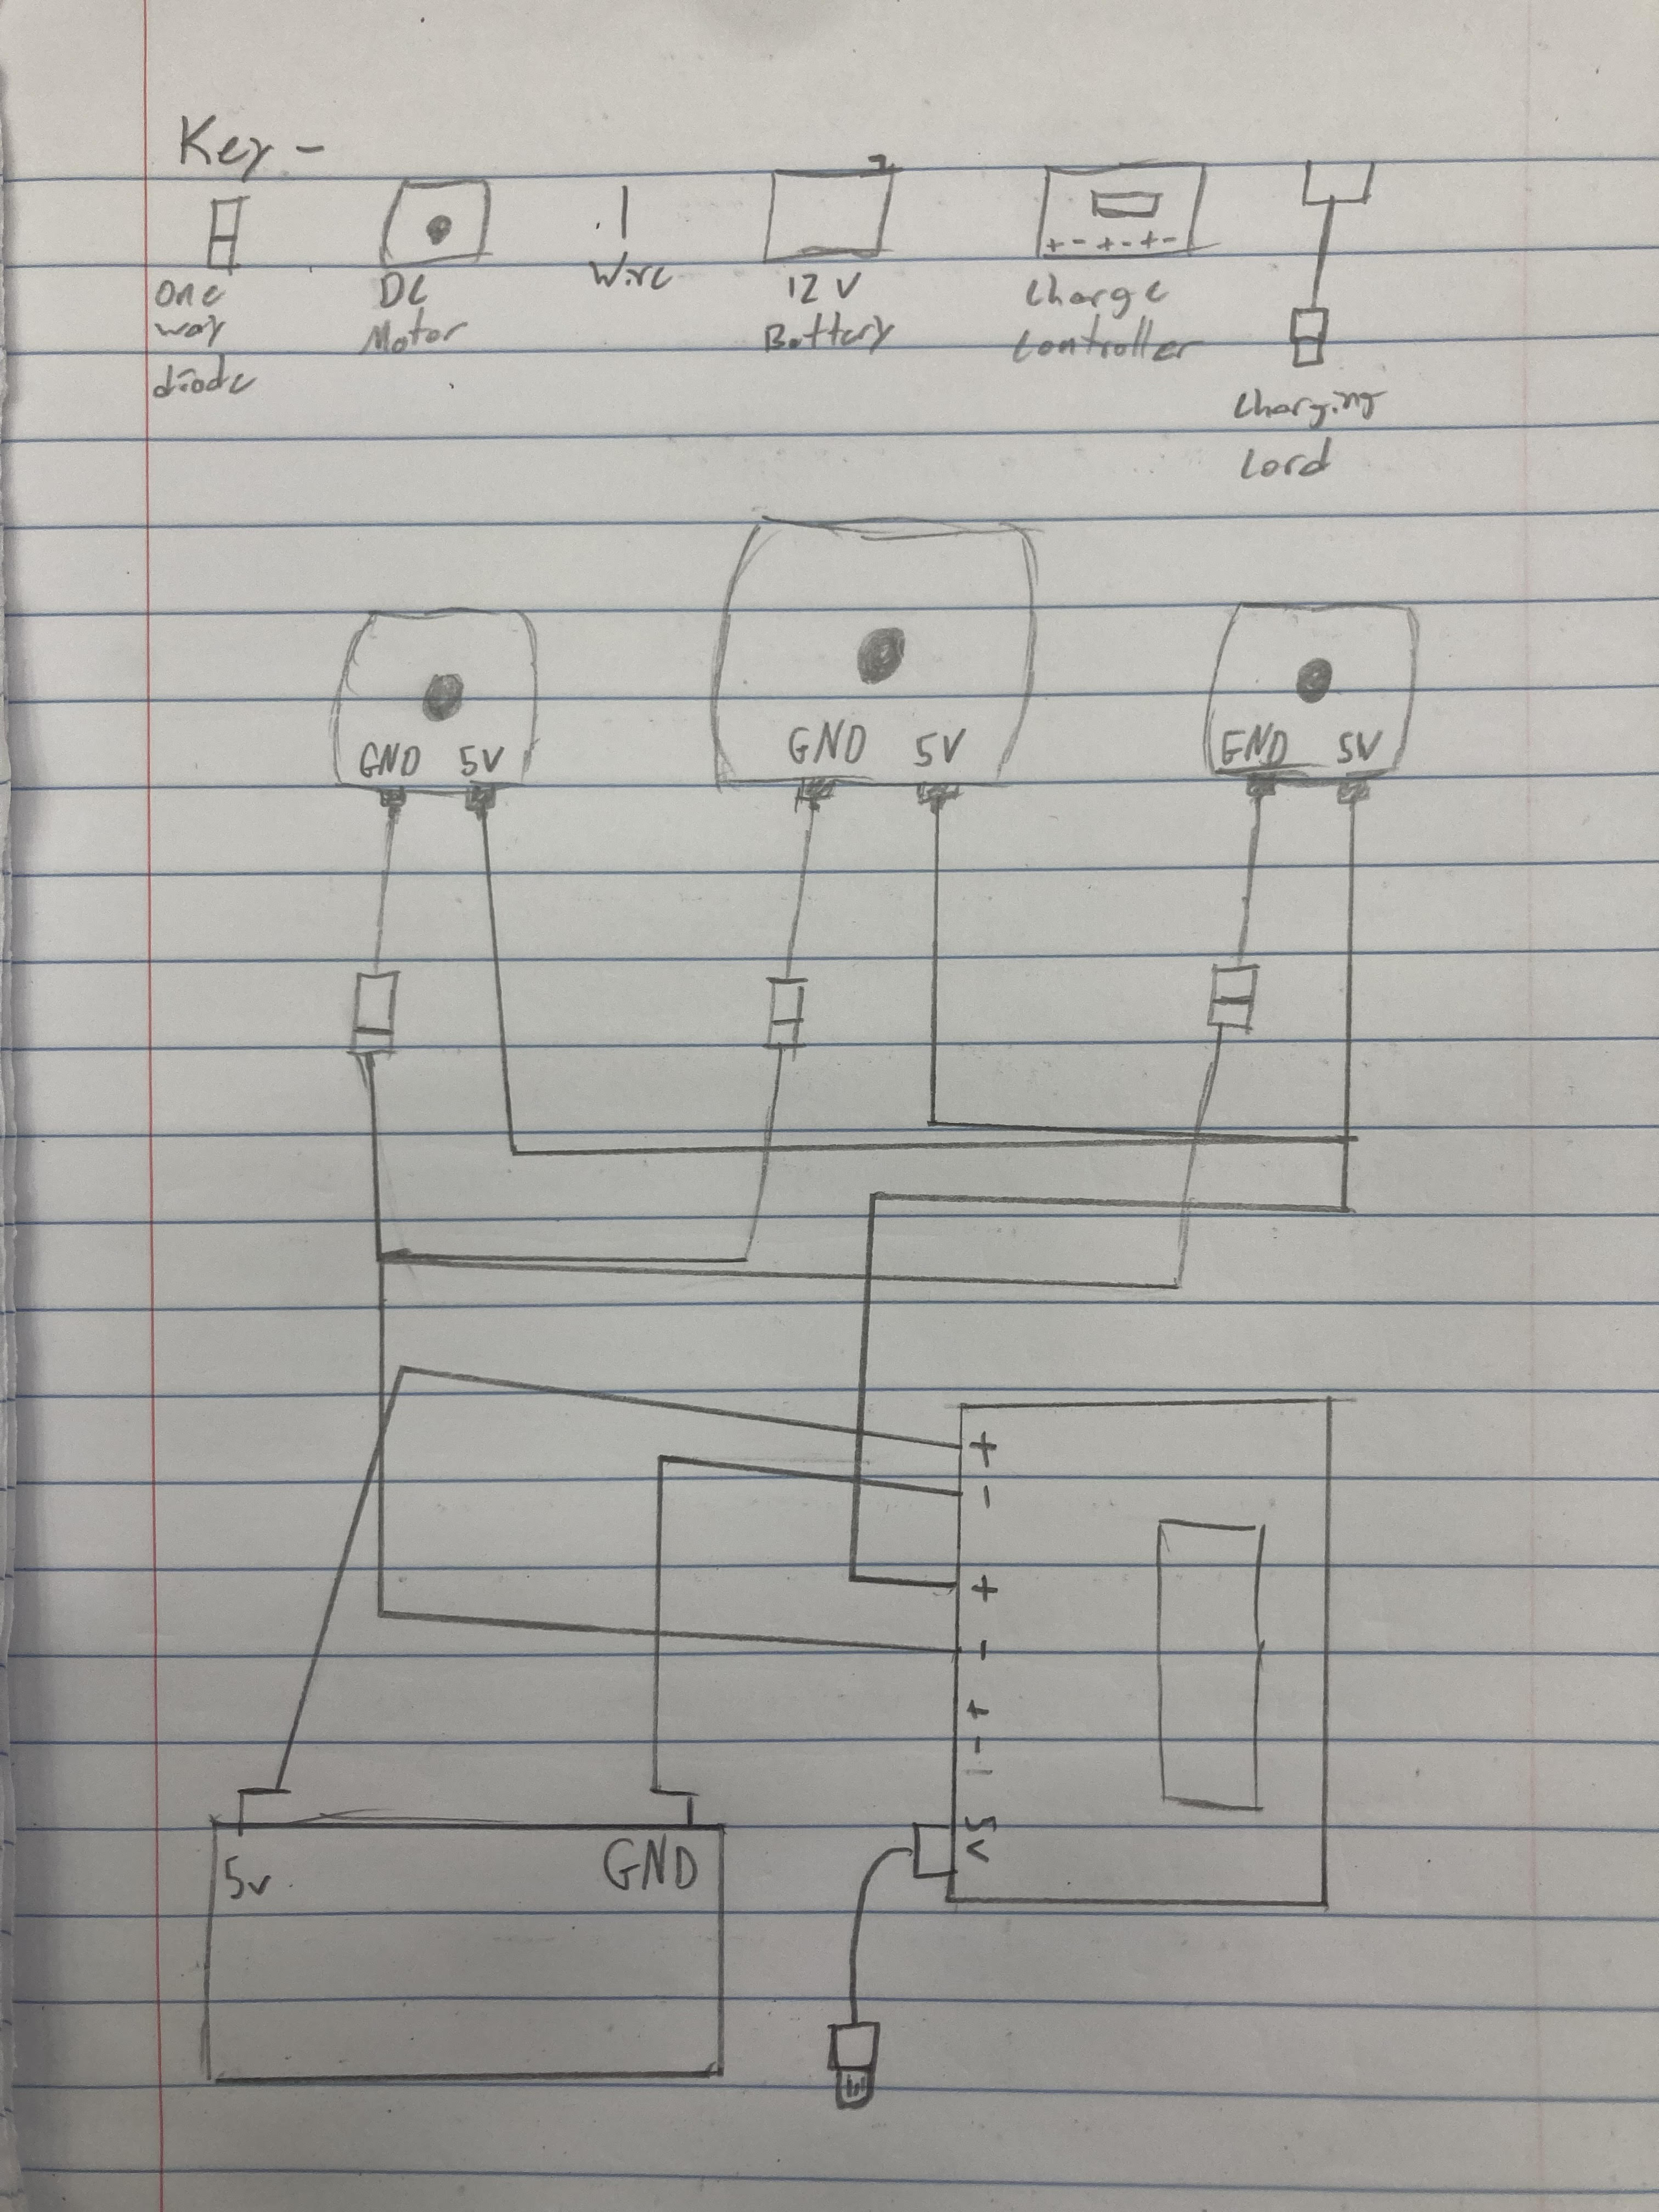 Key -
One way diode
DC Motor
Wire
12 V Battery
Charge Controller
Charging Cord
GND 5V
GND 5V
GND 5V
+
-
+
-
+
-
5V
5v GND